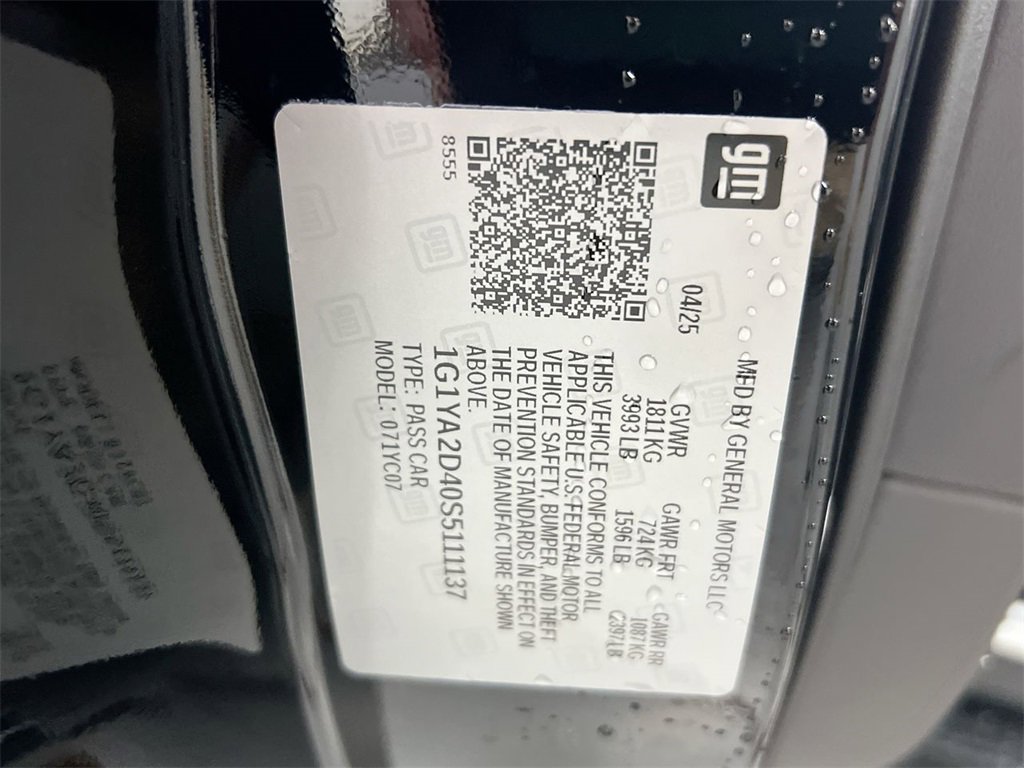 gm
MFD BY GENERAL MOTORS LLC
04/25
GVWR GAWR FRT GAWR RR
1811 KG 724 KG 1087 KG
3993 LB 1596 LB 2397 LB
THIS VEHICLE CONFORMS TO ALL
APPLICABLE U.S. FEDERAL MOTOR
VEHICLE SAFETY, BUMPER, AND THEFT
PREVENTION STANDARDS IN EFFECT ON
THE DATE OF MANUFACTURE SHOWN
ABOVE.
1G1YA2D40S5111137
TYPE: PASS CAR
MODEL: 071YC07
8555